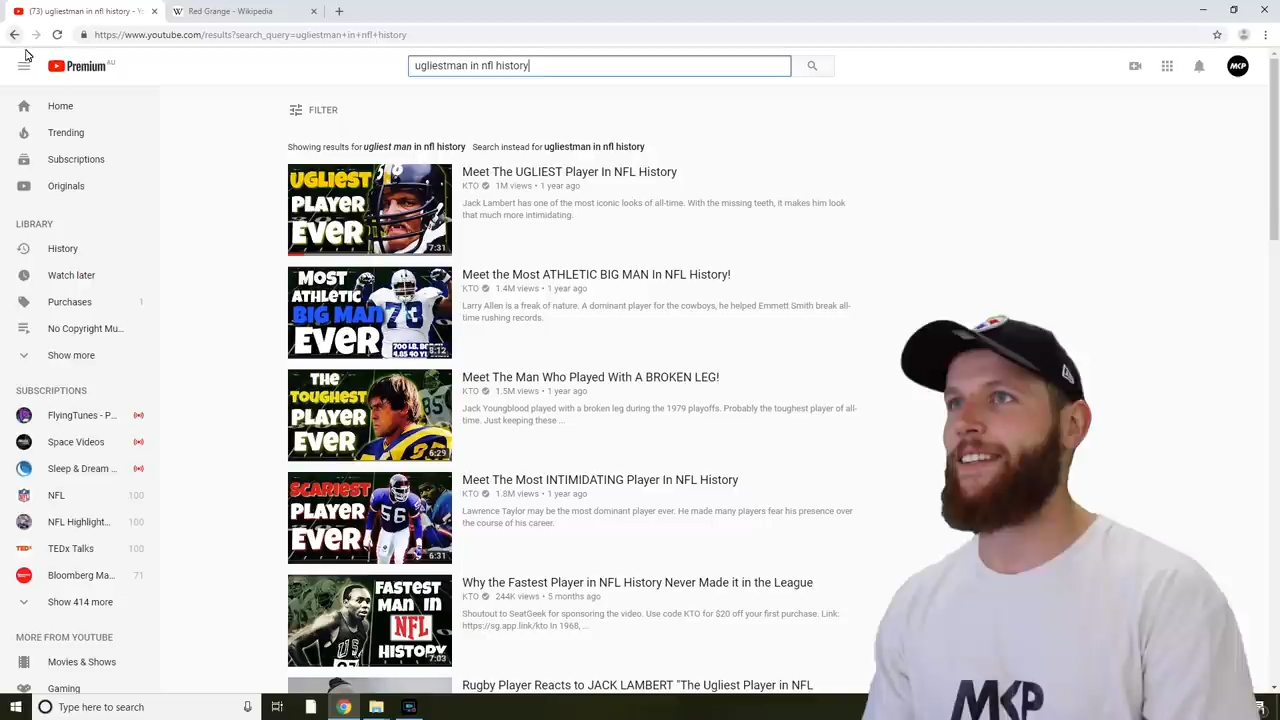 (73) ugliestman in nfl history - Y
Red Grange - Wikipedia
https://www.youtube.com/results?search_query=ugliestman+in+nfl+history
Premium AU
ugliestman in nfl history
MKP
Home
Trending
Subscriptions
Originals
LIBRARY
History
Watch later
Purchases 1
No Copyright Mu...
Show more
SUBSCRIPTIONS
FlyingTunes - P...
Space Videos
Sleep & Dream ...
NFL 100
NFL Highlight... 100
TEDx Talks 100
Bloomberg Ma... 71
Show 414 more
MORE FROM YOUTUBE
Movies & Shows
Gaming
FILTER
Showing results for ugliest man in nfl history Search instead for ugliestman in nfl history
UGLIEST
PLAYER
EVER
7:31
Meet The UGLIEST Player In NFL History
KTO 1M views • 1 year ago
Jack Lambert has one of the most iconic looks of all-time. With the missing teeth, it makes him look
that much more intimidating.
MOST
ATHLETIC
BIG MAN
EVER
73
700 LB. B
4.85 40 Y
8:12
Meet the Most ATHLETIC BIG MAN In NFL History!
KTO 1.4M views • 1 year ago
Larry Allen is a freak of nature. A dominant player for the cowboys, he helped Emmett Smith break all-
time rushing records.
THE
TOUGHEST
PLAYER
EVER
85
6:29
Meet The Man Who Played With A BROKEN LEG!
KTO 1.5M views • 1 year ago
Jack Youngblood played with a broken leg during the 1979 playoffs. Probably the toughest player of all-
time. Just keeping these ...
SCARIEST
PLAYER
EVER
56
6:31
Meet The Most INTIMIDATING Player In NFL History
KTO 1.8M views • 1 year ago
Lawrence Taylor may be the most dominant player ever. He made many players fear his presence over
the course of his career.
FASTEST
MAN IN
NFL
HISTORY
7:03
Why the Fastest Player in NFL History Never Made it in the League
KTO 244K views • 5 months ago
Shoutout to SeatGeek for sponsoring the video. Use code KTO for $20 off your first purchase. Link:
https://sg.app.link/kto In 1968, ...
Rugby Player Reacts to JACK LAMBERT "The Ugliest Player in NFL
MKP
Type here to search